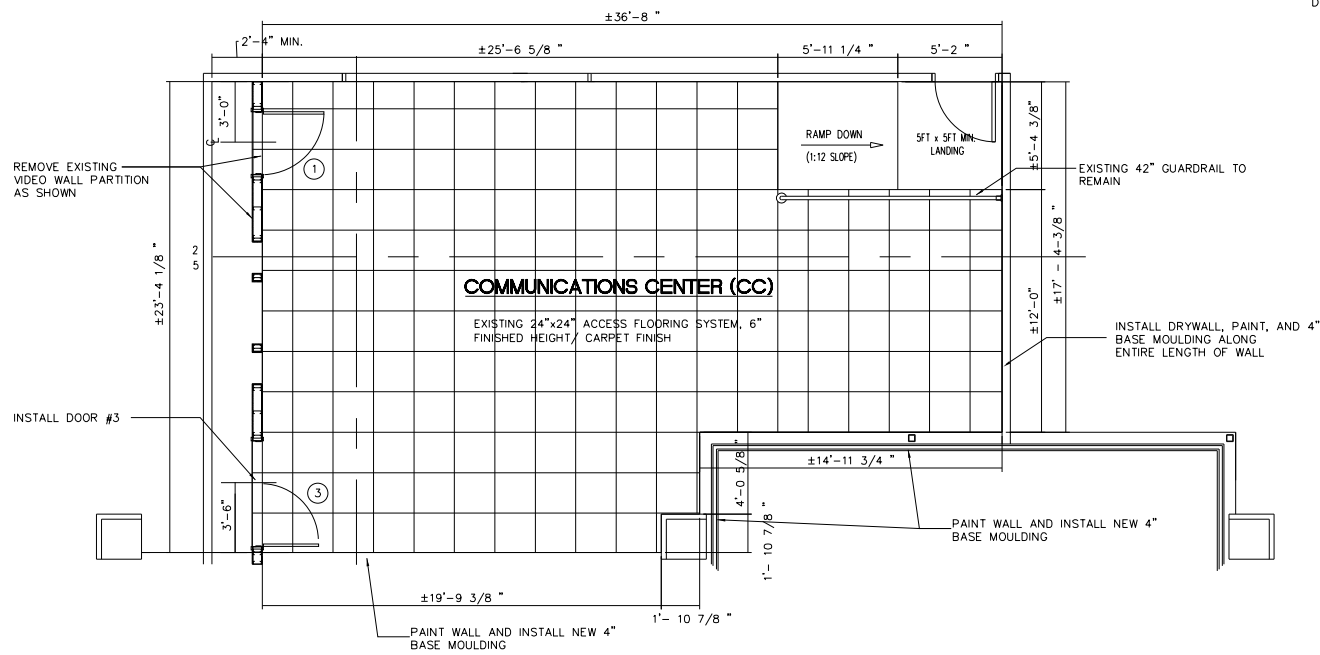 D
±36'-8 "
2'-4" MIN.
±25'-6 5/8 "
5'-11 1/4 "
5'-2 "
3'-0"
CL
RAMP DOWN
(1:12 SLOPE)
5FT x 5FT MIN.
LANDING
±5'-4 3/8"
REMOVE EXISTING
VIDEO WALL PARTITION
AS SHOWN
1
EXISTING 42" GUARDRAIL TO
REMAIN
±23'-4 1/8 "
2
5
±17' - 4-3/8 "
COMMUNICATIONS CENTER (CC)
EXISTING 24"x24" ACCESS FLOORING SYSTEM, 6"
FINISHED HEIGHT/ CARPET FINISH
±12'-0"
INSTALL DRYWALL, PAINT, AND 4"
BASE MOULDING ALONG
ENTIRE LENGTH OF WALL
INSTALL DOOR #3
±14'-11 3/4 "
4'-0 5/8"
3'-6"
3
1'- 10 7/8 "
PAINT WALL AND INSTALL NEW 4"
BASE MOULDING
±19'-9 3/8 "
1'- 10 7/8 "
PAINT WALL AND INSTALL NEW 4"
BASE MOULDING